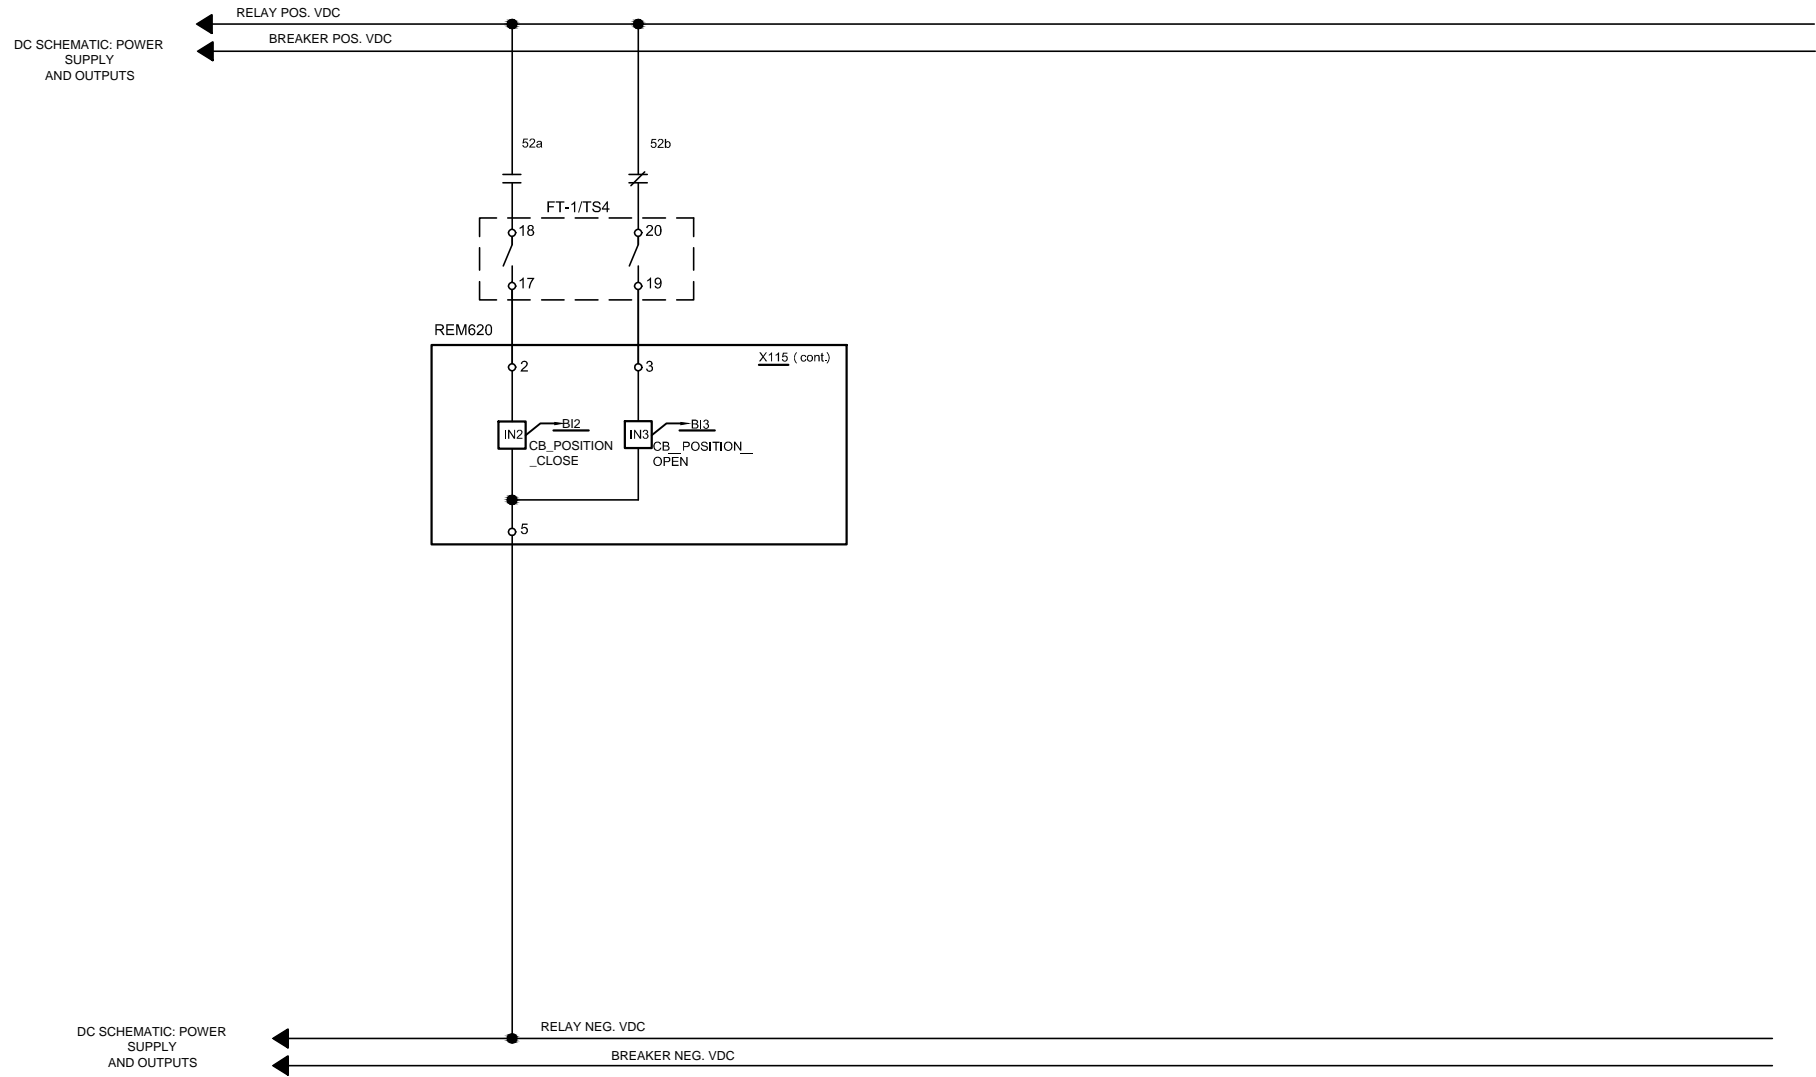 RELAY POS. VDC
BREAKER POS. VDC
DC SCHEMATIC: POWER
SUPPLY
AND OUTPUTS
52a
52b
FT-1/TS4
18
20
17
19
REM620
X115 ( cont.)
2
3
IN2
BI2
CB_POSITION
_CLOSE
IN3
BI3
CB__POSITION__
OPEN
5
DC SCHEMATIC: POWER
SUPPLY
AND OUTPUTS
RELAY NEG. VDC
BREAKER NEG. VDC